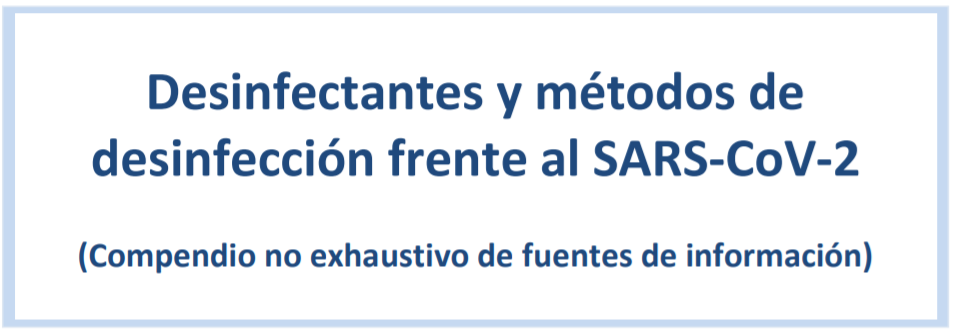 Desinfectantes y métodos de
desinfección frente al SARS-CoV-2
(Compendio no exhaustivo de fuentes de información)